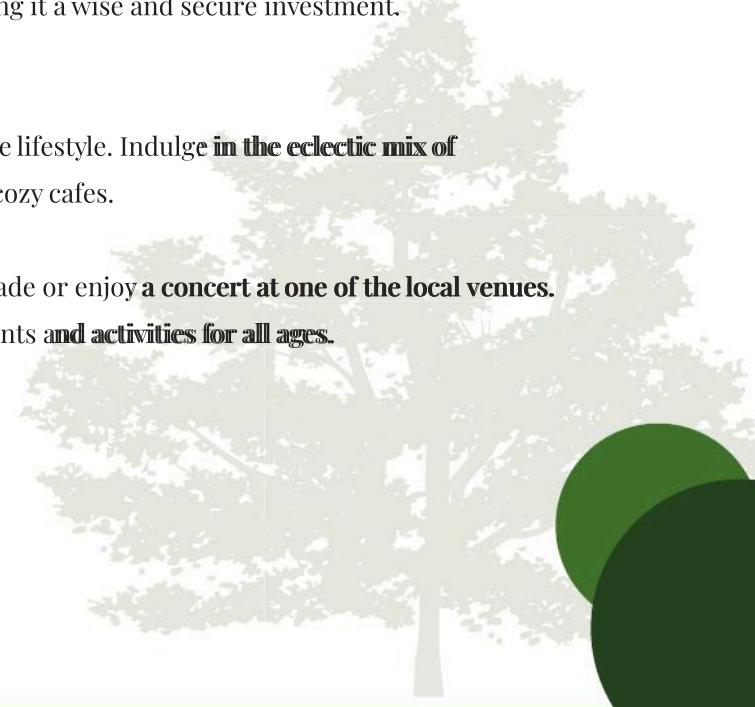 ng it a wise and secure investment.
e lifestyle. Indulge in the eclectic mix of
cozy cafes.
ade or enjoy a concert at one of the local venues.
nts and activities for all ages.